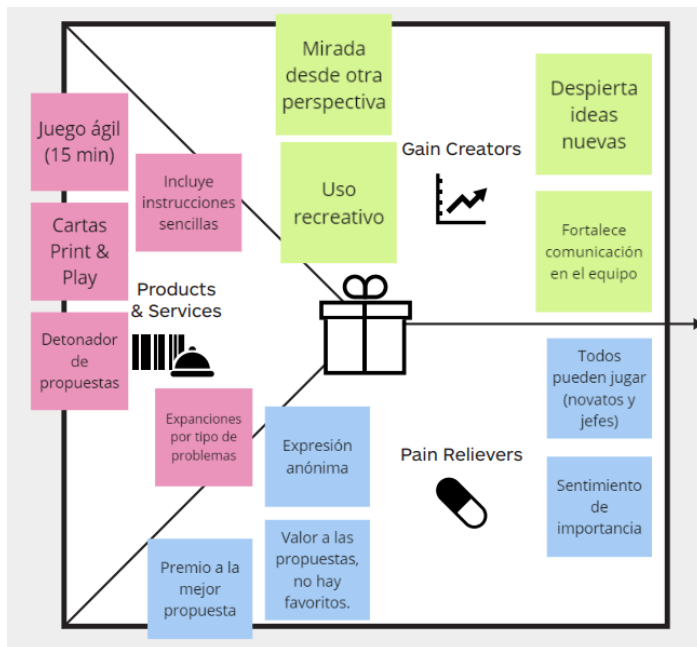 Mirada
desde otra
perspectiva
Despierta
ideas
nuevas
Juego ágil
(15 min)
Gain Creators
Incluye
instrucciones
sencillas
Uso
recreativo
Cartas
Print &
Play
Fortalece
comunicación
en el equipo
Products
& Services
Detonador
de
propuestas
Todos
pueden jugar
(novatos y
jefes)
Expanciones
por tipo de
problemas
Expresión
anónima
Pain Relievers
Sentimiento
de
importancia
Premio a la
mejor
propuesta
Valor a las
propuestas,
no hay
favoritos.